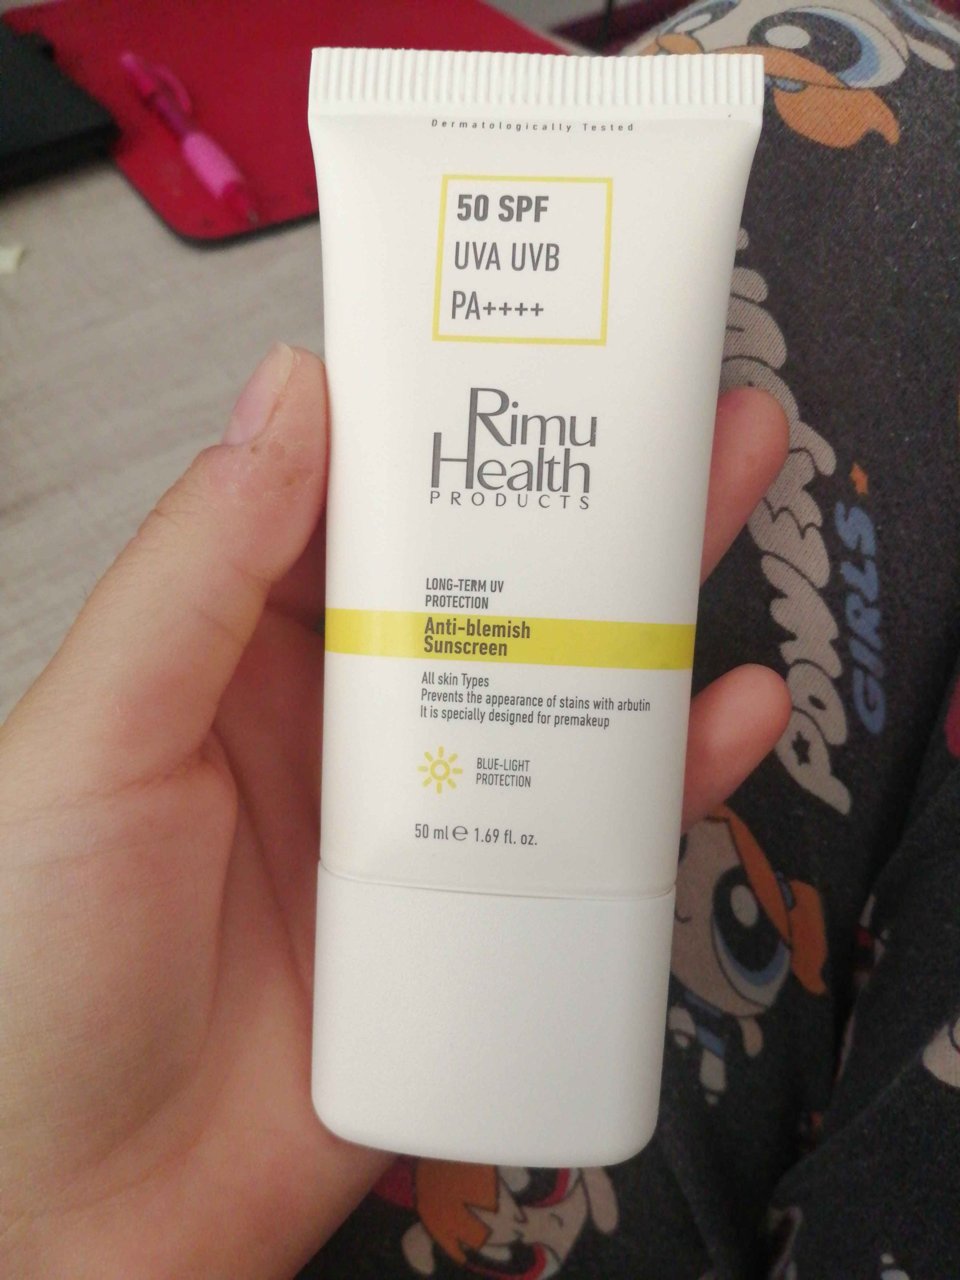 Dermatologically Tested
50 SPF
UVA UVB
PA++++
Rimu
Health
PRODUCTS
LONG-TERM UV
PROTECTION
Anti-blemish
Sunscreen
All skin Types
Prevents the appearance of stains with arbutin
It is specially designed for premakeup
BLUE-LIGHT
PROTECTION
50 ml ℮ 1.69 fl. oz.
POWERPUFF
GIRLS